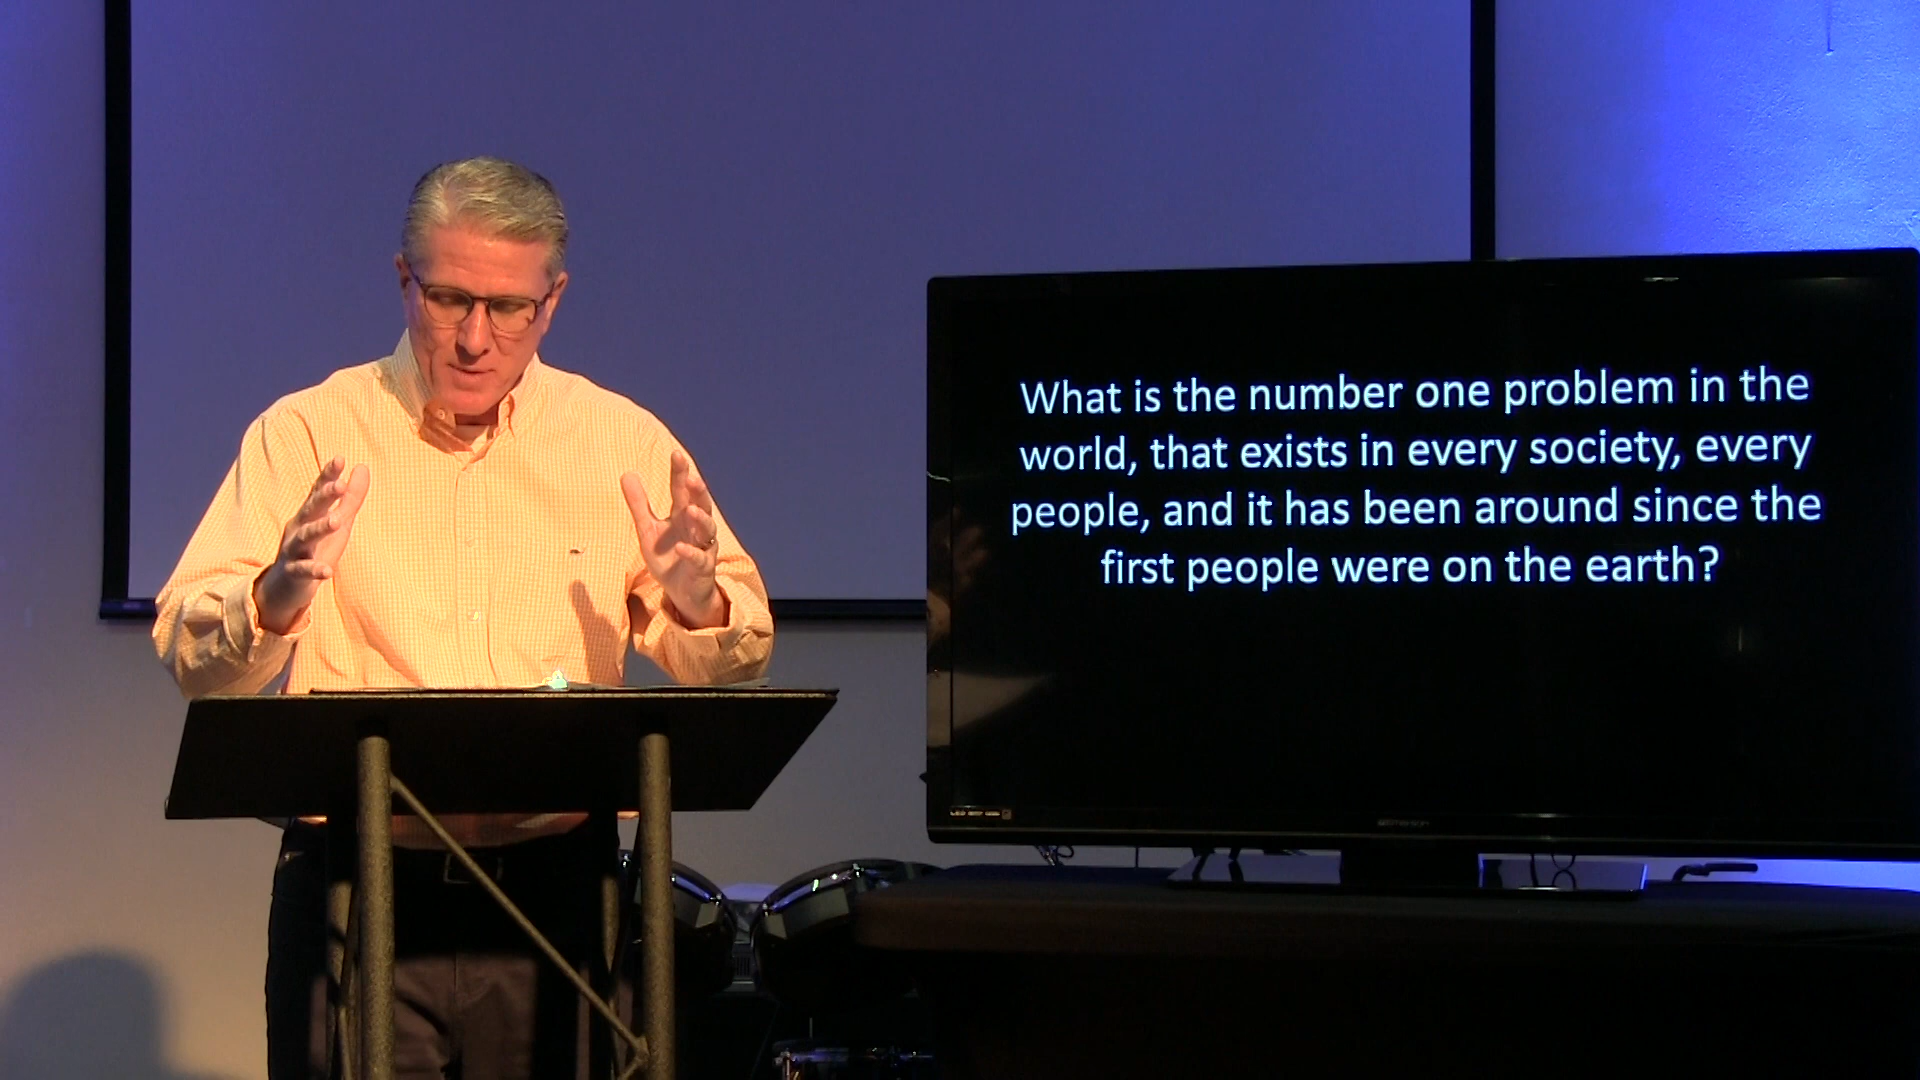 What is the number one problem in the
world, that exists in every society, every
people, and it has been around since the
first people were on the earth?